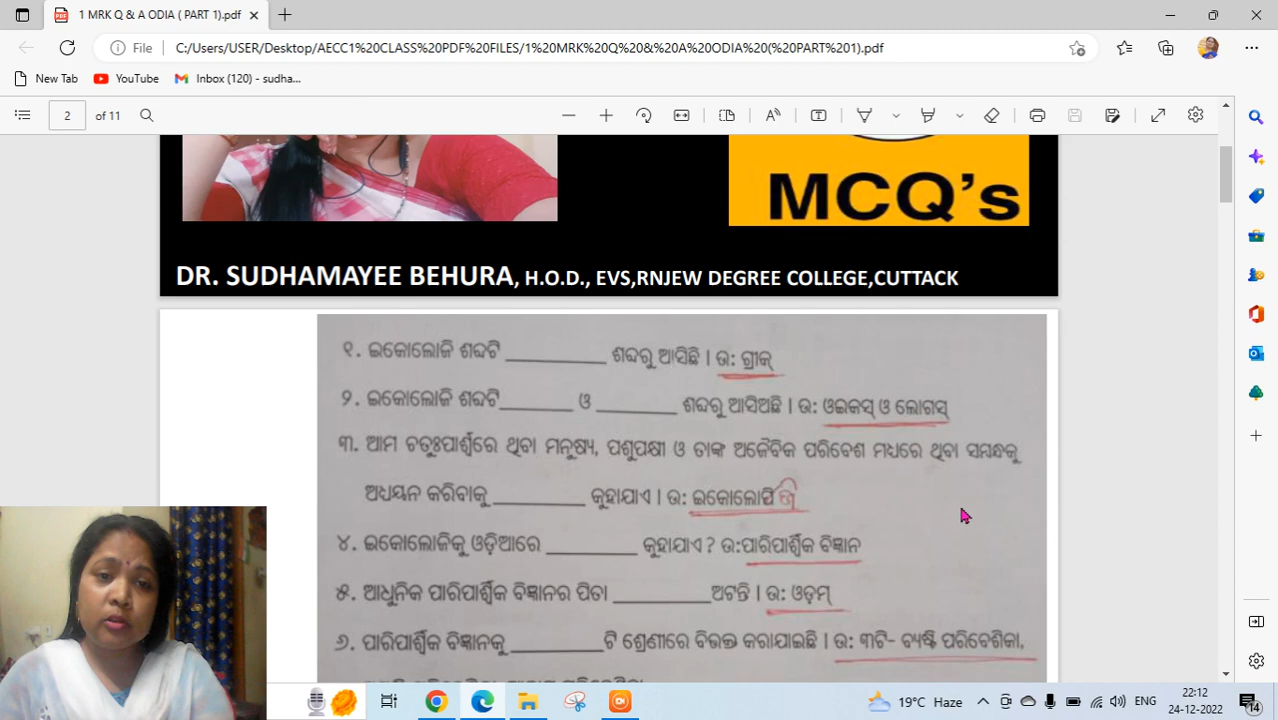 1 MRK Q & A ODIA ( PART 1).pdf
File C:/Users/USER/Desktop/AECC1%20CLASS%20PDF%20FILES/1%20MRK%20Q%20&%20A%20ODIA%20(%20PART%201).pdf
New Tab YouTube Inbox (120) - sudha...
2 of 11
MCQ's
DR. SUDHAMAYEE BEHURA, H.O.D., EVS,RNJEW DEGREE COLLEGE,CUTTACK
୧. ଇକୋଲୋଜି ଶବ୍ଦଟି __________ ଶବ୍ଦରୁ ଆସିଛି । ଉ: ଗ୍ରୀକ୍
୨. ଇକୋଲୋଜି ଶବ୍ଦଟି________ ଓ ________ ଶବ୍ଦରୁ ଆସିଅଛି । ଉ: ଓଇକସ୍ ଓ ଲୋଗସ୍
୩. ଆମ ଚତୁଃପାର୍ଶ୍ଵରେ ଥିବା ମନୁଷ୍ୟ, ପଶୁପକ୍ଷୀ ଓ ତାଙ୍କ ଅଜୈବିକ ପରିବେଶ ମଧ୍ୟରେ ଥିବା ସମ୍ବନ୍ଧକୁ
ଅଧ୍ୟୟନ କରିବାକୁ __________ କୁହାଯାଏ । ଉ: ଇକୋଲୋପି ଜି
୪. ଇକୋଲୋଜିକୁ ଓଡ଼ିଆରେ __________ କୁହାଯାଏ ? ଉ:ପାରିପାର୍ଶ୍ଵିକ ବିଜ୍ଞାନ
୫. ଆଧୁନିକ ପାରିପାର୍ଶ୍ଵିକ ବିଜ୍ଞାନର ପିତା __________ଅଟନ୍ତି । ଉ: ଓଡ଼ମ୍
୬. ପାରିପାର୍ଶ୍ଵିକ ବିଜ୍ଞାନକୁ __________ଟି ଶ୍ରେଣୀରେ ବିଭକ୍ତ କରାଯାଇଛି । ଉ: ୩ଟି- ବ୍ୟଷ୍ଟି ପରିବେଶିକା,
19°C Haze ENG 22:12
24-12-2022 14